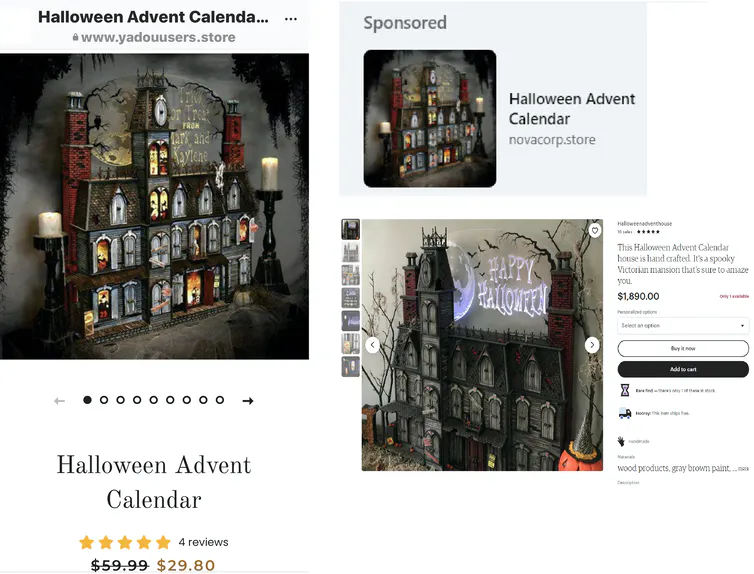 Halloween Advent Calenda... ...
www.yadouusers.store
Trick
or Treat
FROM
Mark and
Kaylene
Halloween Advent
Calendar
4 reviews
$59.99 $29.80
Sponsored
Halloween Advent
Calendar
novacorp.store
HAPPY
HALLOWEEN
Halloweenadventhouse
10 sales
This Halloween Advent Calendar
house is hand crafted. It's a spooky
Victorian mansion that's sure to amaze
you.
$1,890.00 Only 1 available
Personalized options
Select an option
Buy it now
Add to cart
Rare find — there's only 1 of these in stock.
Hooray! This item ships free.
Handmade
Materials
wood products, gray brown paint, ... more
Description